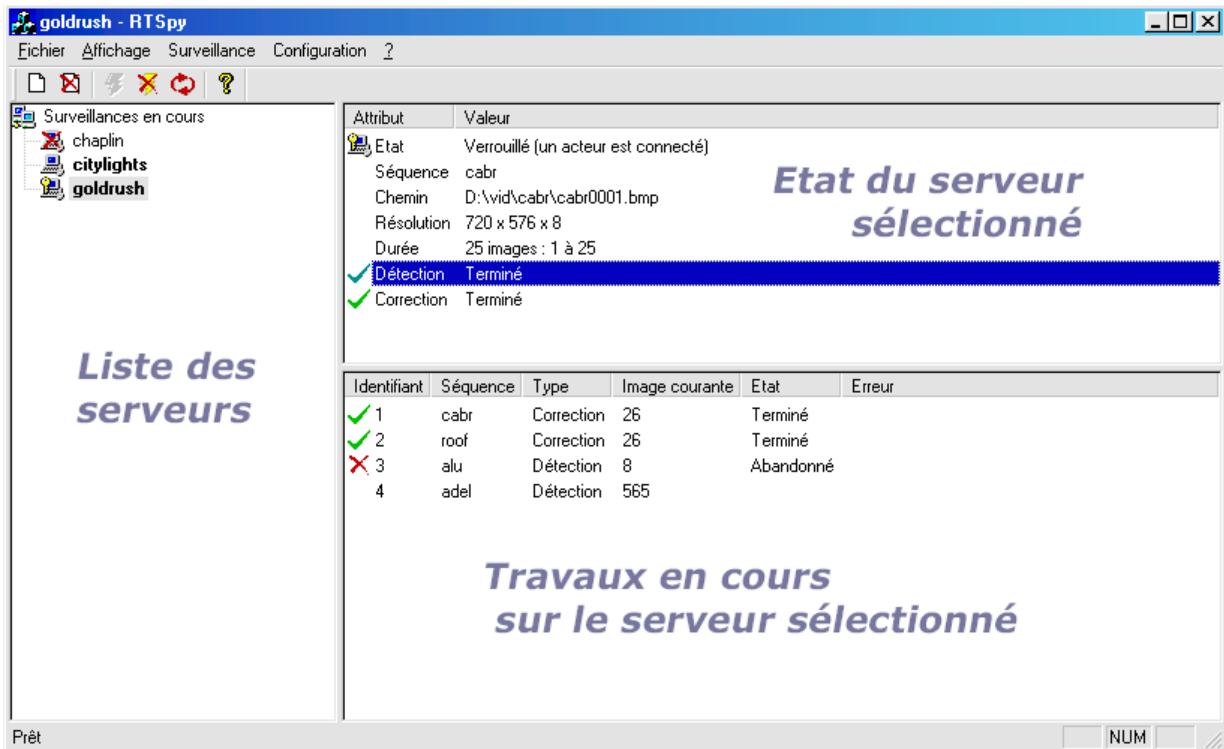 goldrush - RTSpy
Fichier Affichage Surveillance Configuration ?
Surveillances en cours
chaplin
citylights
goldrush
Liste des
serveurs
Attribut Valeur
Etat Verrouillé (un acteur est connecté)
Séquence cabr
Chemin D:\vid\cabr\cabr0001.bmp
Résolution 720 x 576 x 8
Durée 25 images : 1 à 25
Détection Terminé
Correction Terminé
Etat du serveur
sélectionné
Identifiant Séquence Type Image courante Etat Erreur
1 cabr Correction 26 Terminé
2 roof Correction 26 Terminé
3 alu Détection 8 Abandonné
4 adel Détection 565
Travaux en cours
sur le serveur sélectionné
Prêt NUM